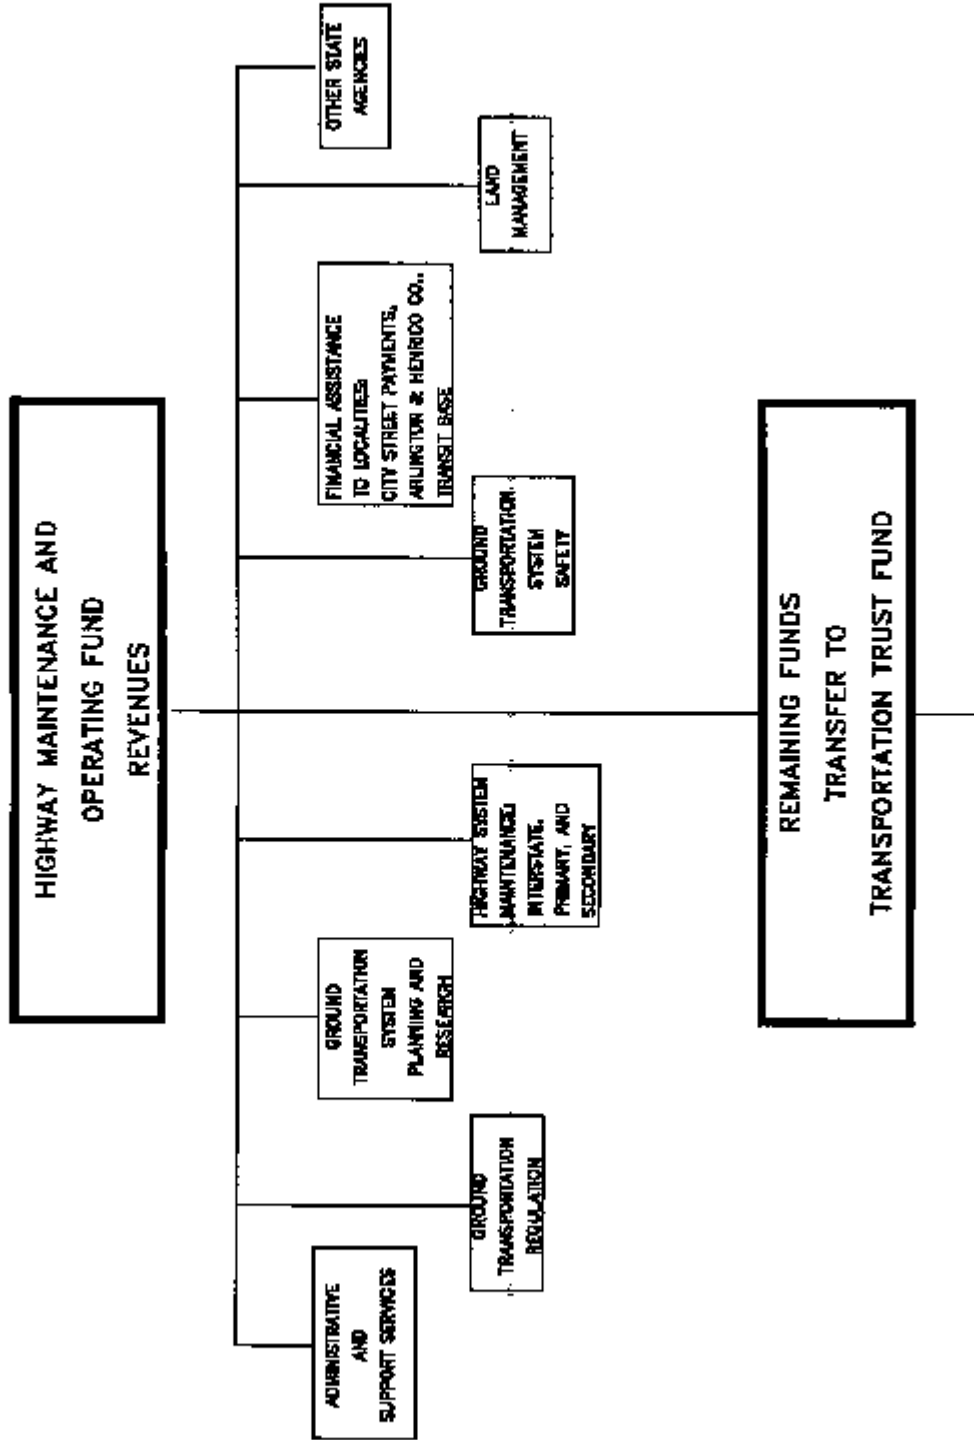 HIGHWAY MAINTENANCE AND
OPERATING FUND
REVENUES
ADMINISTRATIVE
AND
SUPPORT SERVICES
GROUND
TRANSPORTATION
REGULATION
GROUND
TRANSPORTATION
SYSTEM
PLANNING AND
RESEARCH
HIGHWAY SYSTEM
MAINTENANCE:
INTERSTATE,
PRIMARY, AND
SECONDARY
GROUND
TRANSPORTATION
SYSTEM
SAFETY
FINANCIAL ASSISTANCE
TO LOCALITIES:
CITY STREET PAYMENTS,
ARLINGTON & HENRICO CO.,
TRANSIT BASE
LAND
MANAGEMENT
OTHER STATE
AGENCIES
REMAINING FUNDS
TRANSFER TO
TRANSPORTATION TRUST FUND